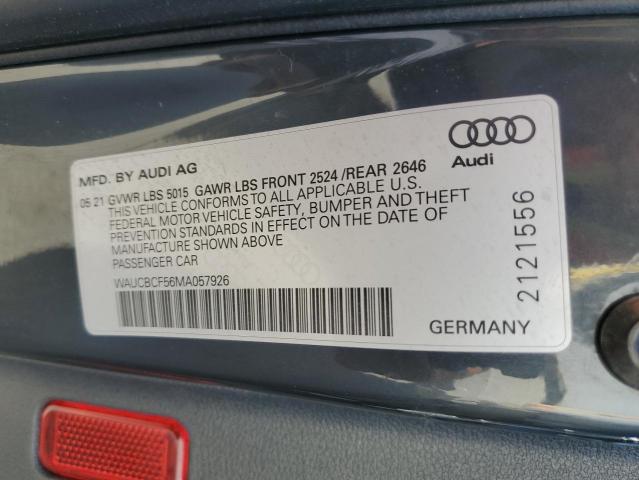 MFD. BY AUDI AG
Audi
05 21 GVWR LBS 5015 GAWR LBS FRONT 2524 /REAR 2646
THIS VEHICLE CONFORMS TO ALL APPLICABLE U.S.
FEDERAL MOTOR VEHICLE SAFETY, BUMPER AND THEFT
PREVENTION STANDARDS IN EFFECT ON THE DATE OF
MANUFACTURE SHOWN ABOVE
PASSENGER CAR
WAUCBCF56MA057926
GERMANY
2121556